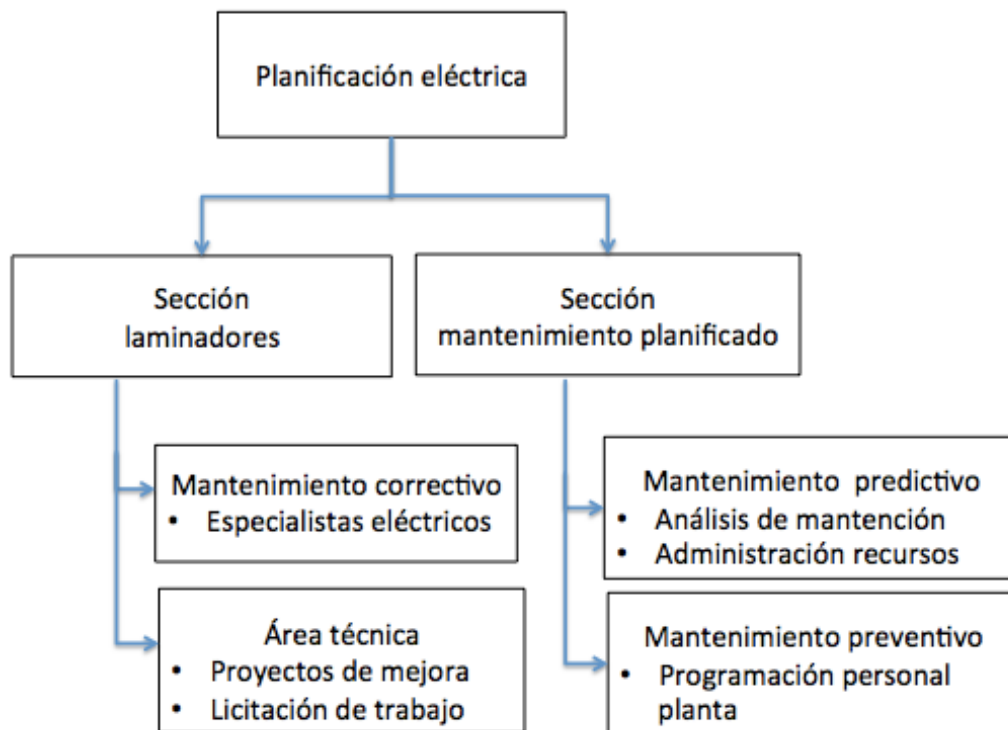 Planificación eléctrica
Sección
laminadores
Sección
mantenimiento planificado
Mantenimiento correctivo
• Especialistas eléctricos
Área técnica
• Proyectos de mejora
• Licitación de trabajo
Mantenimiento predictivo
• Análisis de mantención
• Administración recursos
Mantenimiento preventivo
• Programación personal
planta